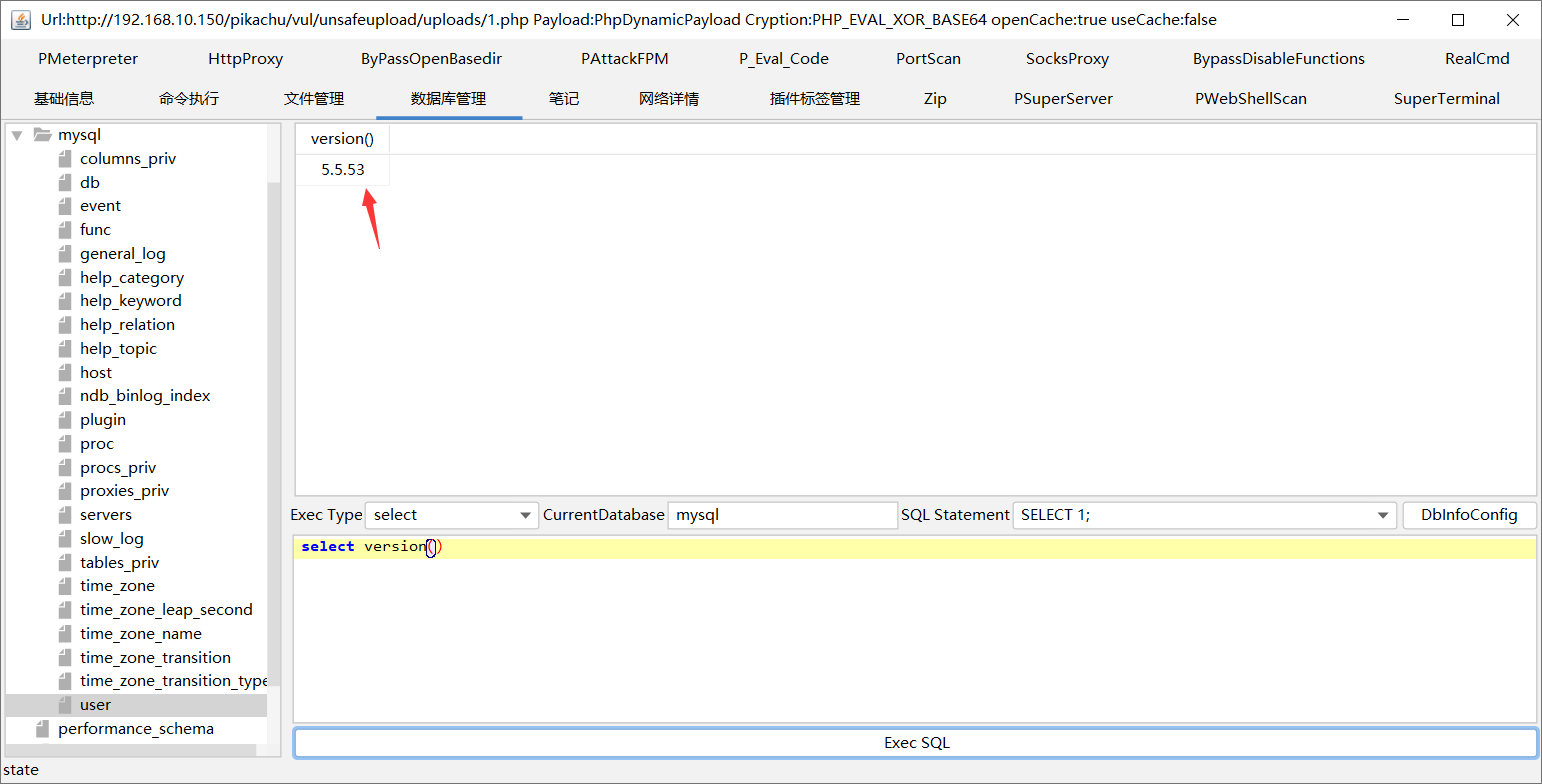 Url:http://192.168.10.150/pikachu/vul/unsafeupload/uploads/1.php Payload:PhpDynamicPayload Cryption:PHP_EVAL_XOR_BASE64 openCache:true useCache:false
PMeterpreter HttpProxy ByPassOpenBasedir PAttackFPM P_Eval_Code PortScan SocksProxy BypassDisableFunctions RealCmd
基础信息 命令执行 文件管理 数据库管理 笔记 网络详情 插件标签管理 Zip PSuperServer PWebShellScan SuperTerminal
mysql
columns_priv
db
event
func
general_log
help_category
help_keyword
help_relation
help_topic
host
ndb_binlog_index
plugin
proc
procs_priv
proxies_priv
servers
slow_log
tables_priv
time_zone
time_zone_leap_second
time_zone_name
time_zone_transition
time_zone_transition_type
user
performance_schema
version()
5.5.53
Exec Type select CurrentDatabase mysql SQL Statement SELECT 1; DbInfoConfig
select version()
Exec SQL
state